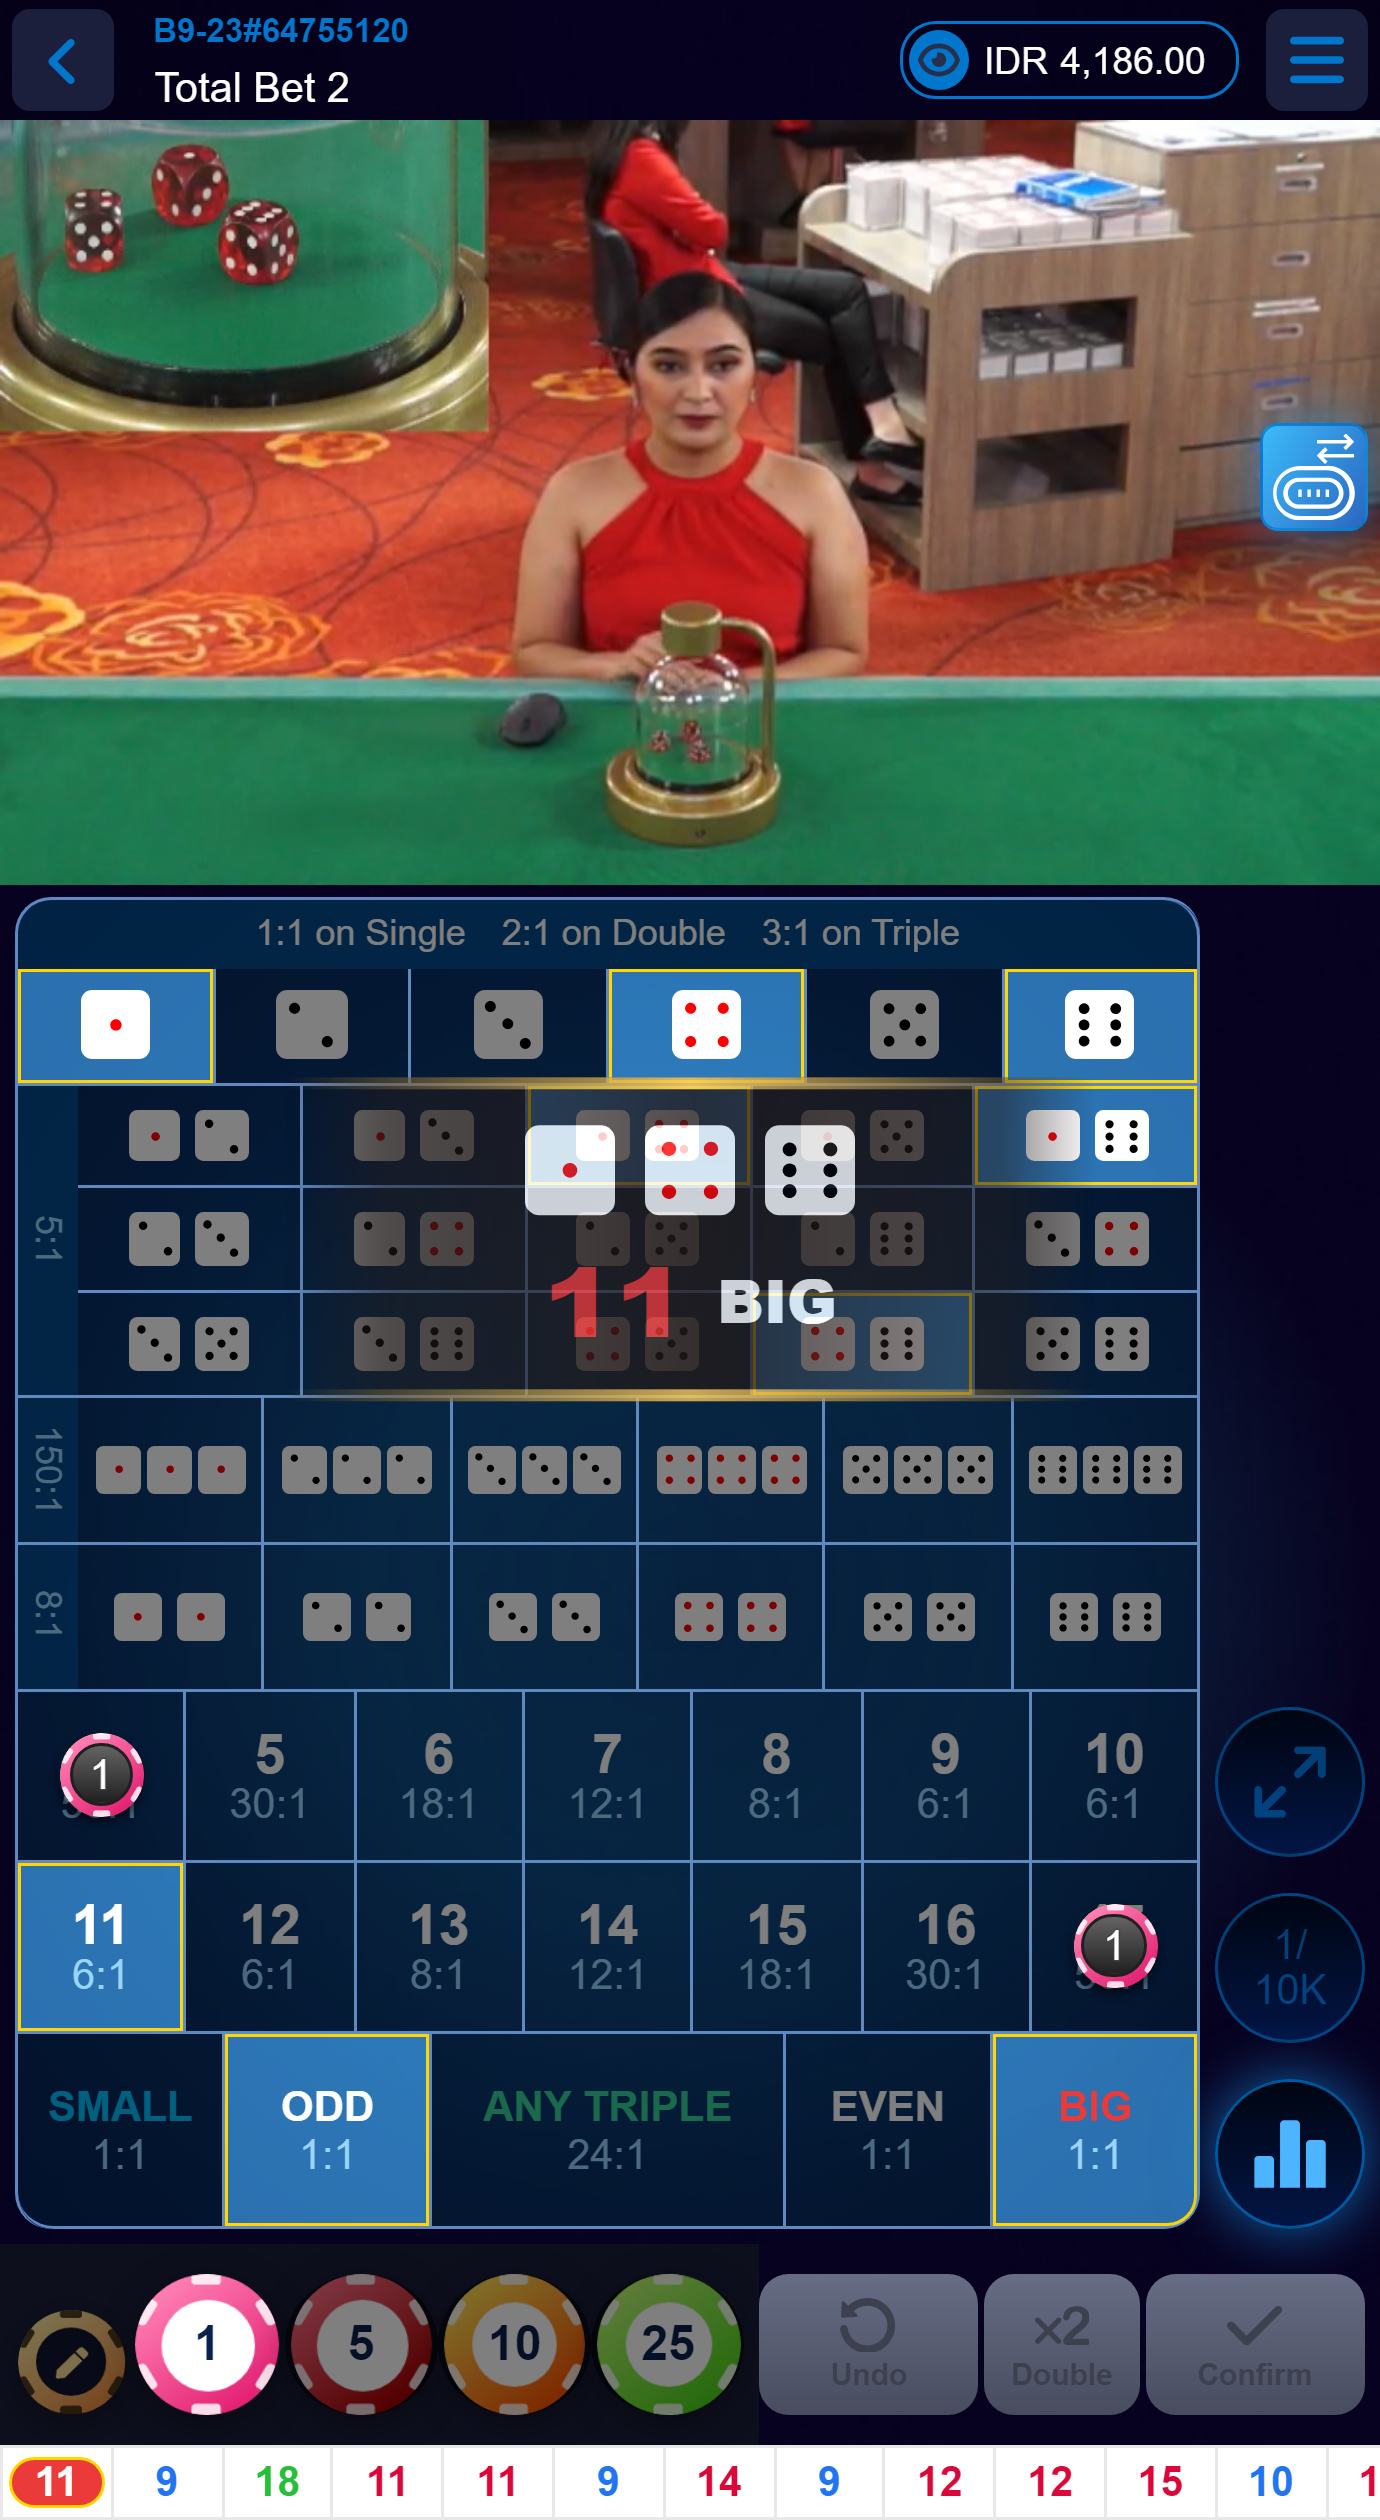 B9-23#64755120
Total Bet 2
IDR 4,186.00
1:1 on Single 2:1 on Double 3:1 on Triple
5:1
11 BIG
150:1
8:1
1
5 6 7 8 9 10
30:1 18:1 12:1 8:1 6:1 6:1
11 12 13 14 15 16 1
6:1 6:1 8:1 12:1 18:1 30:1
1/
10K
SMALL ODD ANY TRIPLE EVEN BIG
1:1 1:1 24:1 1:1 1:1
1 5 10 25
x2
Undo Double Confirm
11 9 18 11 11 9 14 9 12 12 15 10